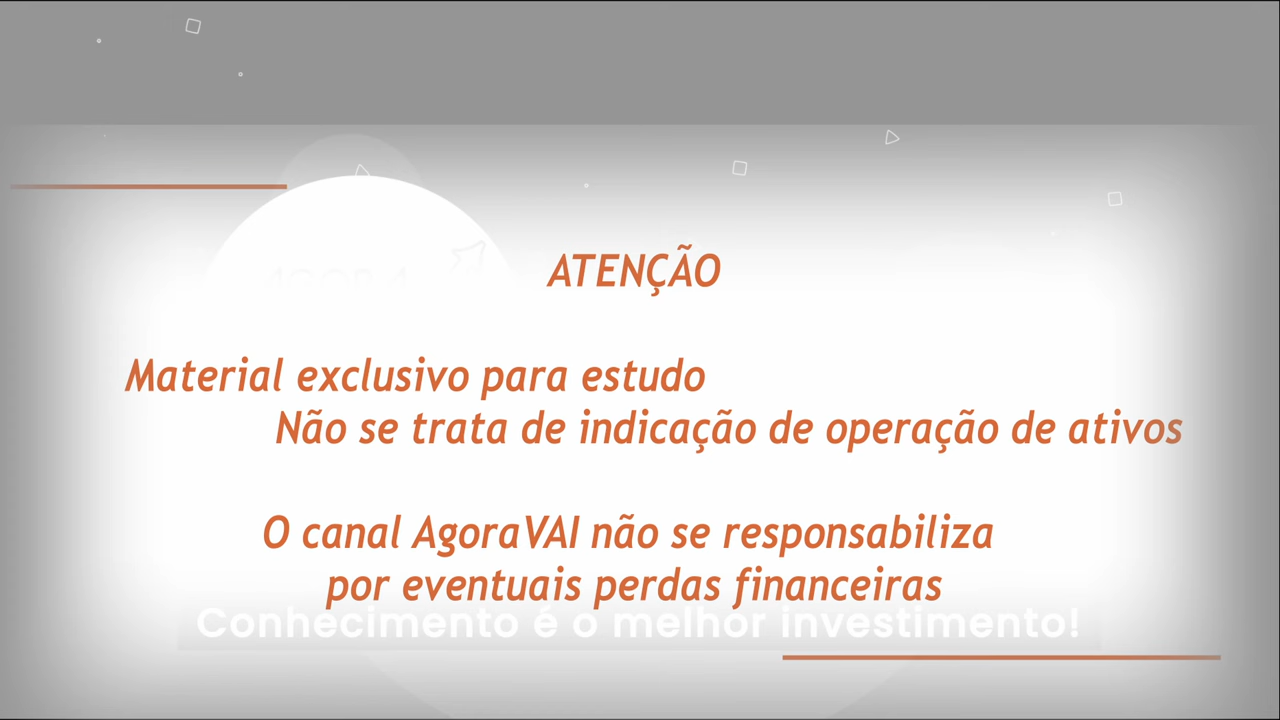 ATENÇÃO
Material exclusivo para estudo
Não se trata de indicação de operação de ativos
O canal AgoraVAI não se responsabiliza
por eventuais perdas financeiras
Conhecimento é o melhor investimento!